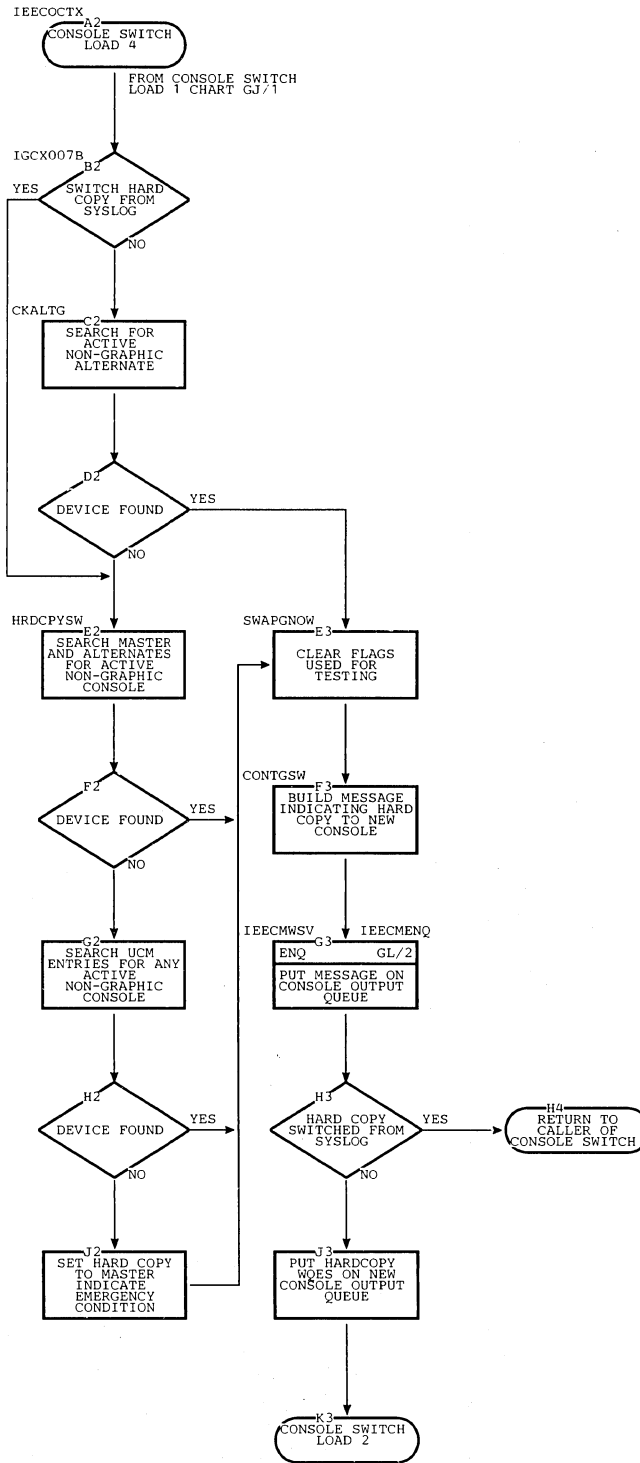 IEECOCTX
A2
CONSOLE SWITCH
LOAD 4
FROM CONSOLE SWITCH
LOAD 1 CHART GJ/1
IGCX007B
B2
YES
SWITCH HARD
COPY FROM
SYSLOG
NO
CKALTG
C2
SEARCH FOR
ACTIVE
NON-GRAPHIC
ALTERNATE
D2
DEVICE FOUND
YES
NO
HRDCPYSW
E2
SEARCH MASTER
AND ALTERNATES
FOR ACTIVE
NON-GRAPHIC
CONSOLE
SWAPGNOW
E3
CLEAR FLAGS
USED FOR
TESTING
F2
DEVICE FOUND
YES
NO
CONTGSW
F3
BUILD MESSAGE
INDICATING HARD
COPY TO NEW
CONSOLE
G2
SEARCH UCM
ENTRIES FOR ANY
ACTIVE
NON-GRAPHIC
CONSOLE
IEECMWSV IEECMENQ
G3
ENQ GL/2
PUT MESSAGE ON
CONSOLE OUTPUT
QUEUE
H2
DEVICE FOUND
YES
NO
H3
HARD COPY
SWITCHED FROM
SYSLOG
YES
NO
H4
RETURN TO
CALLER OF
CONSOLE SWITCH
J2
SET HARD COPY
TO MASTER
INDICATE
EMERGENCY
CONDITION
J3
PUT HARDCOPY
WQES ON NEW
CONSOLE OUTPUT
QUEUE
K3
CONSOLE SWITCH
LOAD 2